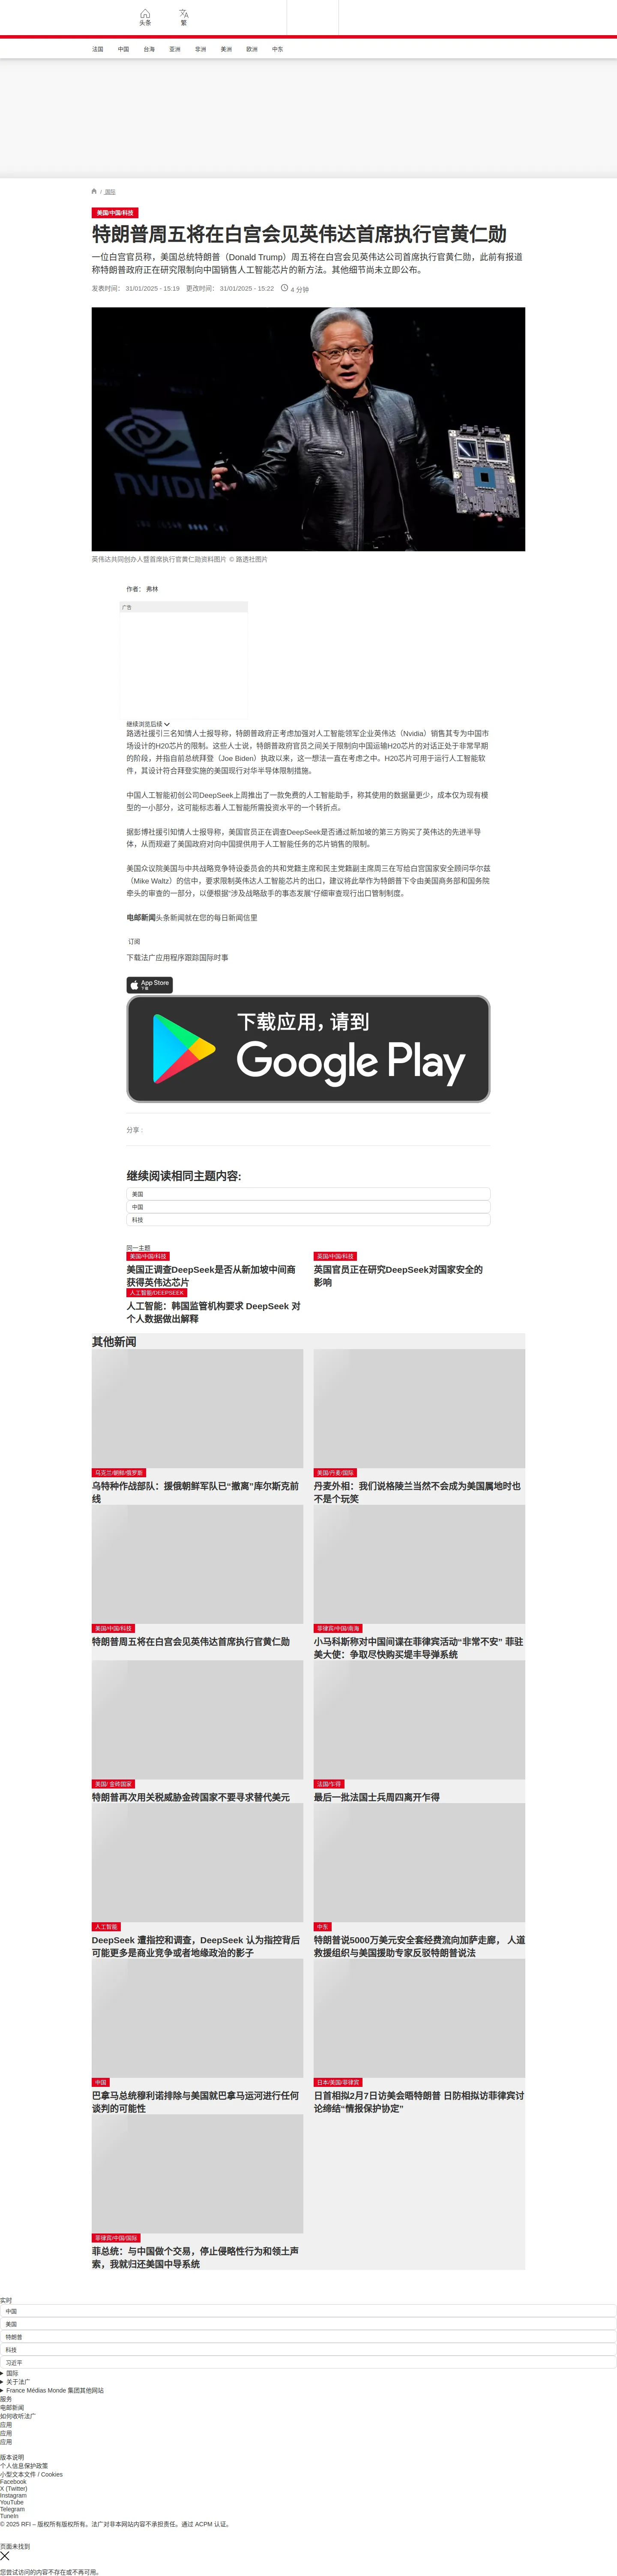 头条
繁
法国
中国
台海
亚洲
非洲
美洲
欧洲
中东
/ 国际
美国/中国/科技
特朗普周五将在白宫会见英伟达首席执行官黄仁勋
一位白宫官员称，美国总统特朗普（Donald Trump）周五将在白宫会见英伟达公司首席执行官黄仁勋，此前有报道
称特朗普政府正在研究限制向中国销售人工智能芯片的新方法。其他细节尚未立即公布。
发表时间： 31/01/2025 - 15:19 更改时间： 31/01/2025 - 15:22 4 分钟
NVIDIA
英伟达共同创办人暨首席执行官黄仁勋资料图片 © 路透社图片
作者： 弗林
广告
继续浏览后续
路透社援引三名知情人士报导称，特朗普政府正考虑加强对人工智能领军企业英伟达（Nvidia）销售其专为中国市
场设计的H20芯片的限制。这些人士说，特朗普政府官员之间关于限制向中国运输H20芯片的对话正处于非常早期
的阶段，并指自前总统拜登（Joe Biden）执政以来，这一想法一直在考虑之中。H20芯片可用于运行人工智能软
件，其设计符合拜登实施的美国现行对华半导体限制措施。
中国人工智能初创公司DeepSeek上周推出了一款免费的人工智能助手，称其使用的数据量更少，成本仅为现有模
型的一小部分，这可能标志着人工智能所需投资水平的一个转折点。
据彭博社援引知情人士报导称，美国官员正在调查DeepSeek是否通过新加坡的第三方购买了英伟达的先进半导
体，从而规避了美国政府对向中国提供用于人工智能任务的芯片销售的限制。
美国众议院美国与中共战略竞争特设委员会的共和党籍主席和民主党籍副主席周三在写给白宫国家安全顾问华尔兹
（Mike Waltz）的信中，要求限制英伟达人工智能芯片的出口，建议将此举作为特朗普下令由美国商务部和国务院
牵头的审查的一部分，以便根据“涉及战略敌手的事态发展”仔细审查现行出口管制制度。
电邮新闻头条新闻就在您的每日新闻信里
订阅
下载法广应用程序跟踪国际时事
App Store
下载
下载应用，请到
Google Play
分享 :
继续阅读相同主题内容:
美国
中国
科技
同一主题
美国/中国/科技
美国正调查DeepSeek是否从新加坡中间商
获得英伟达芯片
英国/中国/科技
英国官员正在研究DeepSeek对国家安全的
影响
人工智能/DEEPSEEK
人工智能：韩国监管机构要求 DeepSeek 对
个人数据做出解释
其他新闻
乌克兰/朝鲜/俄罗斯
乌特种作战部队：援俄朝鲜军队已“撤离”库尔斯克前
线
美国/丹麦/国际
丹麦外相：我们说格陵兰当然不会成为美国属地时也
不是个玩笑
美国/中国/科技
特朗普周五将在白宫会见英伟达首席执行官黄仁勋
菲律宾/中国/南海
小马科斯称对中国间谍在菲律宾活动“非常不安” 菲驻
美大使：争取尽快购买堤丰导弹系统
美国/ 金砖国家
特朗普再次用关税威胁金砖国家不要寻求替代美元
法国/乍得
最后一批法国士兵周四离开乍得
人工智能
DeepSeek 遭指控和调查，DeepSeek 认为指控背后
可能更多是商业竞争或者地缘政治的影子
中东
特朗普说5000万美元安全套经费流向加萨走廊， 人道
救援组织与美国援助专家反驳特朗普说法
中国
巴拿马总统穆利诺排除与美国就巴拿马运河进行任何
谈判的可能性
日本/美国/菲律宾
日首相拟2月7日访美会晤特朗普 日防相拟访菲律宾讨
论缔结“情报保护协定”
菲律宾/中国/国际
菲总统：与中国做个交易，停止侵略性行为和领土声
索，我就归还美国中导系统
实时
中国
美国
特朗普
科技
习近平
国际
关于法广
France Médias Monde 集团其他网站
服务
电邮新闻
如何收听法广
应用
应用
应用
版本说明
个人信息保护政策
小型文本文件 / Cookies
Facebook
X (Twitter)
Instagram
YouTube
Telegram
TuneIn
© 2025 RFI – 版权所有版权所有。法广对非本网站内容不承担责任。通过 ACPM 认证。
页面未找到
您尝试访问的内容不存在或不再可用。